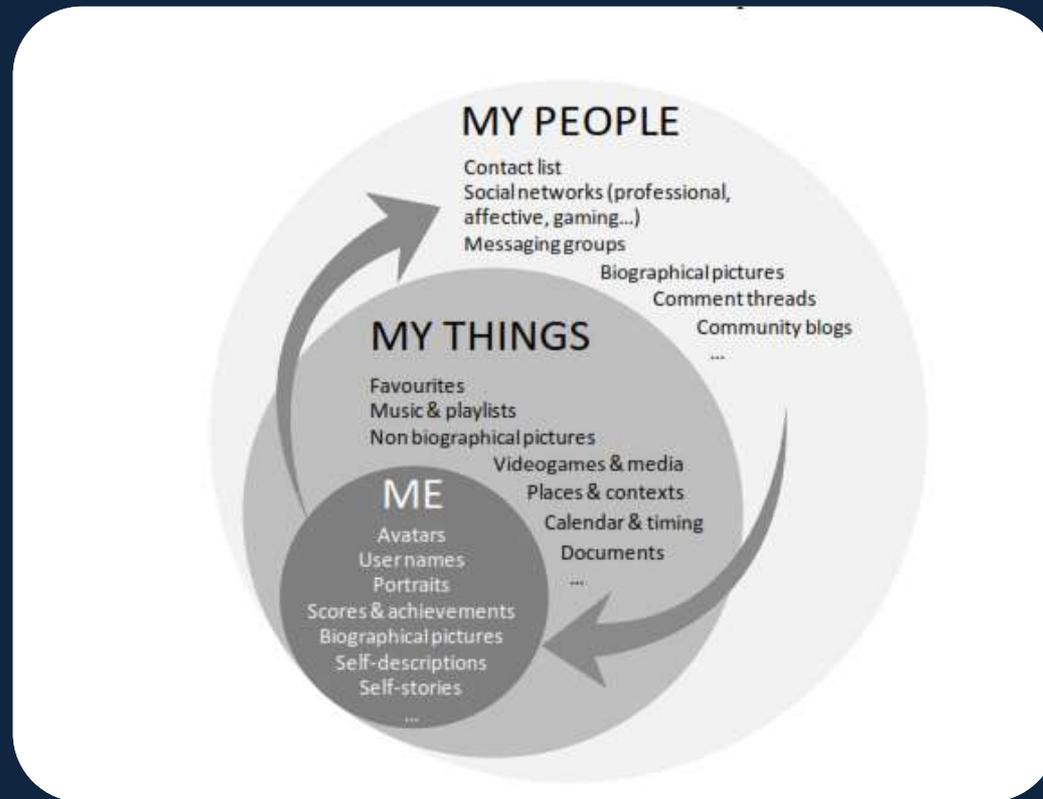 MY PEOPLE
Contact list
Social networks (professional,
affective, gaming...)
Messaging groups
Biographical pictures
Comment threads
Community blogs
...
MY THINGS
Favourites
Music & playlists
Non biographical pictures
Videogames & media
Places & contexts
Calendar & timing
Documents
...
ME
Avatars
Usernames
Portraits
Scores & achievements
Biographical pictures
Self-descriptions
Self-stories
...